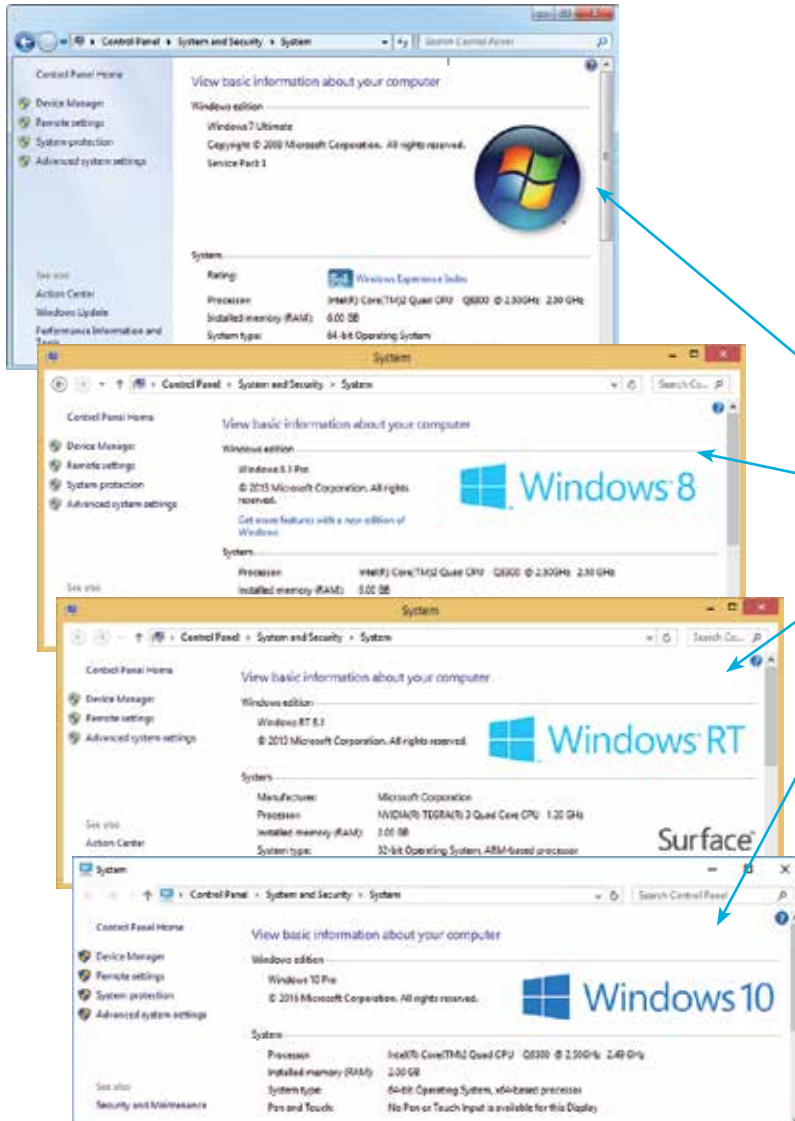 Control Panel System and Security System Search Control Panel
Control Panel Home
Device Manager
Remote settings
System protection
Advanced system settings
See also
Action Center
Windows Update
Performance Information and
Tools
View basic information about your computer
Windows edition
Windows 7 Ultimate
Copyright © 2009 Microsoft Corporation. All rights reserved.
Service Pack 1
System
Rating: Windows Experience Index
Processor: Intel(R) Core(TM)2 Quad CPU Q8300 @ 2.50GHz 2.50 GHz
Installed memory (RAM): 6.00 GB
System type: 64-bit Operating System
System
Control Panel System and Security System Search Co...
Control Panel Home
Device Manager
Remote settings
System protection
Advanced system settings
See also
View basic information about your computer
Windows edition
Windows 8.1 Pro
© 2013 Microsoft Corporation. All rights
reserved.
Get more features with a new edition of
Windows
Windows 8
System
Processor: Intel(R) Core(TM)2 Quad CPU Q8300 @ 2.50GHz 2.50 GHz
Installed memory (RAM):
System
Control Panel System and Security System Search Co...
Control Panel Home
Device Manager
Remote settings
Advanced system settings
See also
Action Center
View basic information about your computer
Windows edition
Windows RT 8.1
© 2013 Microsoft Corporation. All rights reserved.
Windows RT
System
Manufacturer: Microsoft Corporation
Processor: NVIDIA(R) TEGRA(R) 3 Quad Core CPU 1.30 GHz
Installed memory (RAM): 2.00 GB
System type: 32-bit Operating System, ARM-based processor
Surface
System
Control Panel System and Security System Search Control Panel
Control Panel Home
Device Manager
Remote settings
System protection
Advanced system settings
See also
Security and Maintenance
View basic information about your computer
Windows edition
Windows 10 Pro
© 2016 Microsoft Corporation. All rights reserved.
Windows 10
System
Processor: Intel(R) Core(TM)2 Quad CPU Q8300 @ 2.50GHz 2.49 GHz
Installed memory (RAM): 2.00 GB
System type: 64-bit Operating System, x64-based processor
Pen and Touch: No Pen or Touch Input is available for this Display